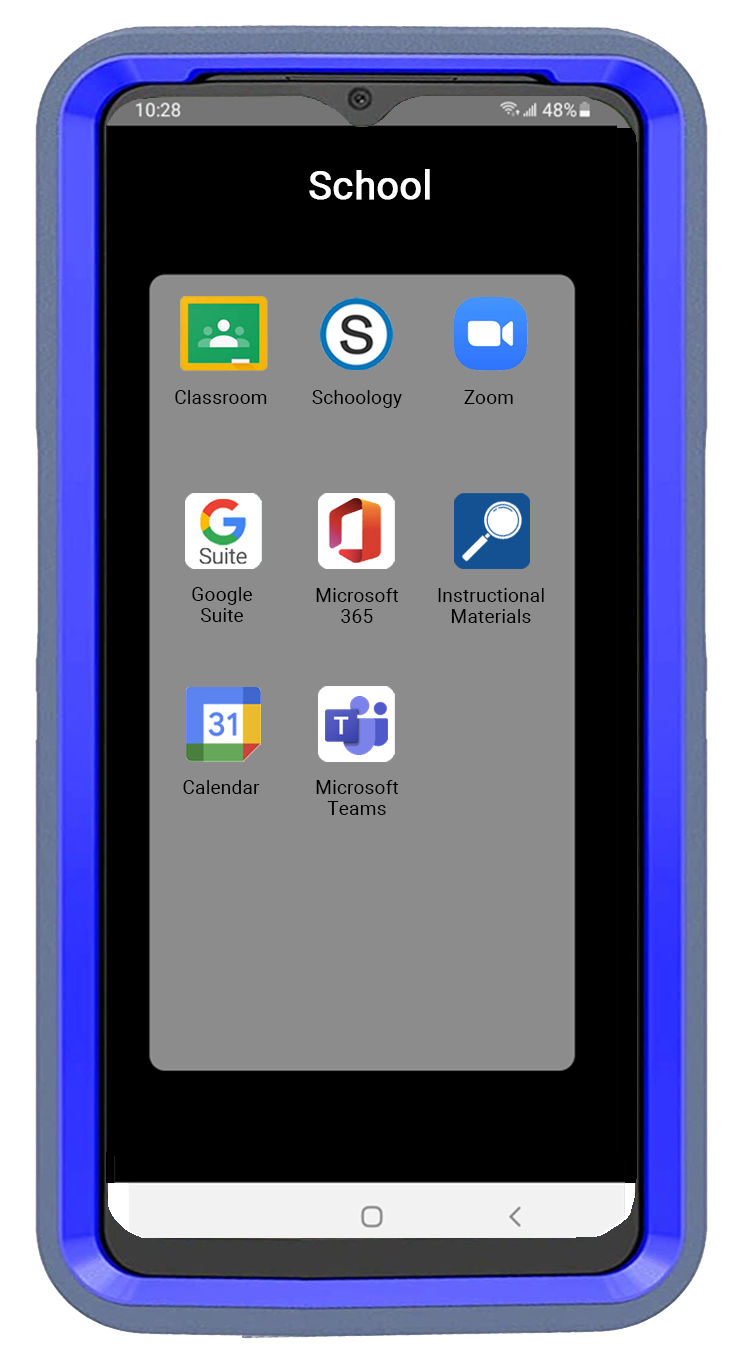 10:28 48%
School
S
Classroom Schoology Zoom
G
Suite
Google Suite
Microsoft 365
Instructional Materials
31
T
Calendar
Microsoft Teams